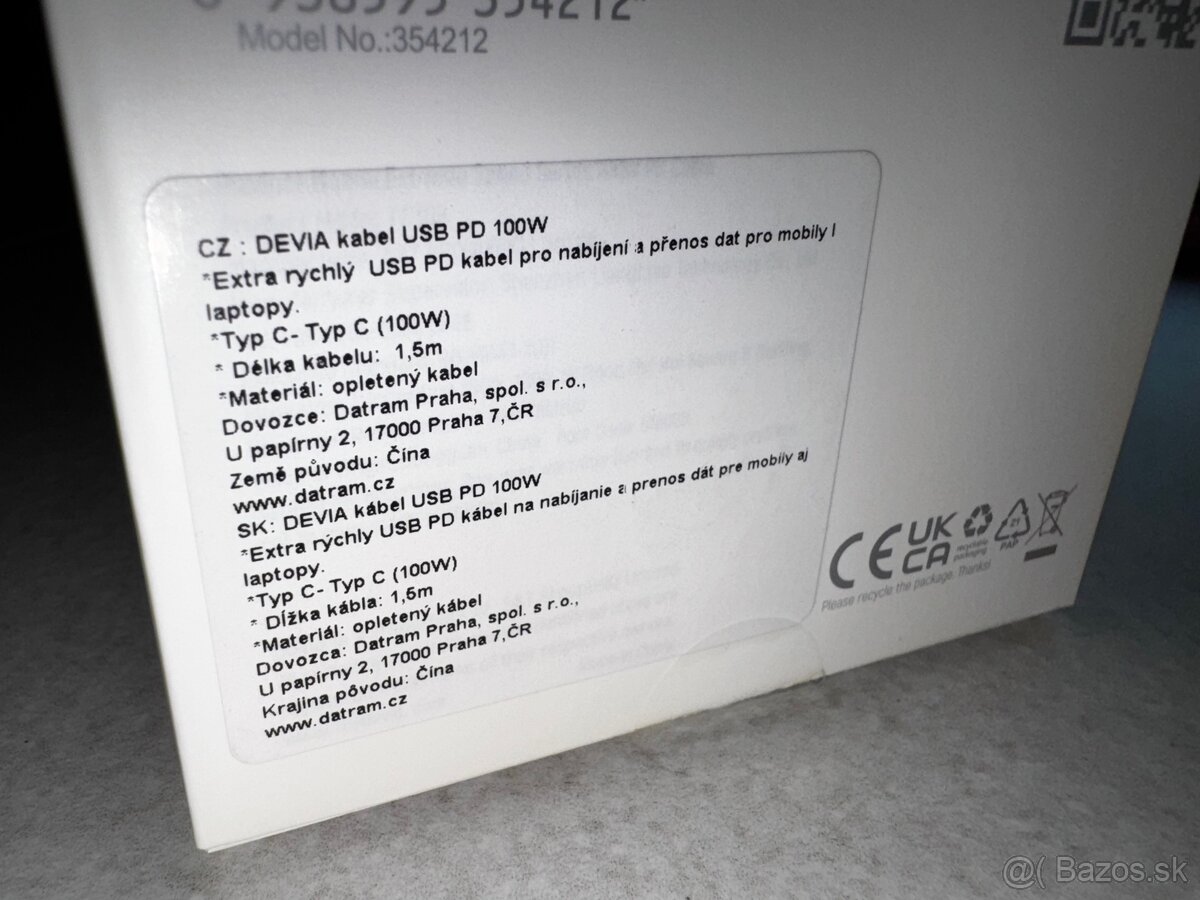 354212
Model No.:354212
CZ : DEVIA kabel USB PD 100W
*Extra rychlý USB PD kabel pro nabíjení a přenos dat pro mobily I
laptopy.
*Typ C- Typ C (100W)
* Délka kabelu: 1,5m
*Materiál: opletený kabel
Dovozce: Datram Praha, spol. s r.o.,
U papírny 2, 17000 Praha 7,ČR
Země původu: Čína
www.datram.cz
SK: DEVIA kábel USB PD 100W
*Extra rýchly USB PD kábel na nabíjanie a prenos dát pre mobily aj
laptopy.
*Typ C- Typ C (100W)
* Dĺžka kábla: 1,5m
*Materiál: opletený kábel
Dovozca: Datram Praha, spol. s r.o.,
U papírny 2, 17000 Praha 7,ČR
Krajina pôvodu: Čína
www.datram.cz
CE UK CA recyclable packaging 21 PAP
Please recycle the package. Thanks!
@( Bazos.sk